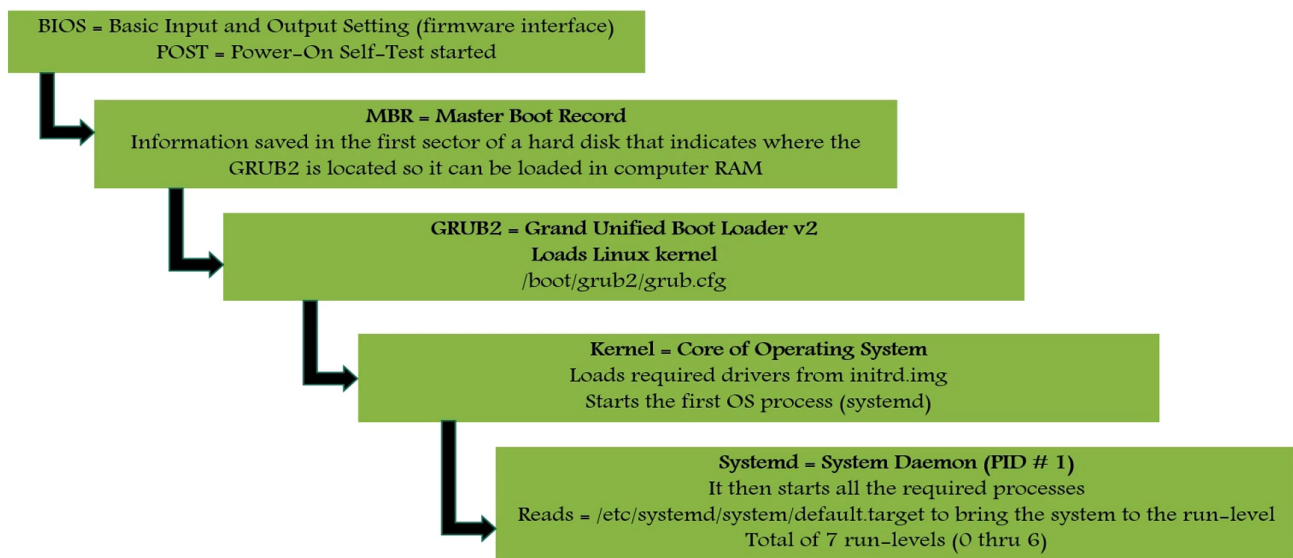 BIOS = Basic Input and Output Setting (firmware interface)
POST = Power-On Self-Test started
MBR = Master Boot Record
Information saved in the first sector of a hard disk that indicates where the
GRUB2 is located so it can be loaded in computer RAM
GRUB2 = Grand Unified Boot Loader v2
Loads Linux kernel
/boot/grub2/grub.cfg
Kernel = Core of Operating System
Loads required drivers from initrd.img
Starts the first OS process (systemd)
Systemd = System Daemon (PID # 1)
It then starts all the required processes
Reads = /etc/systemd/system/default.target to bring the system to the run-level
Total of 7 run-levels (0 thru 6)